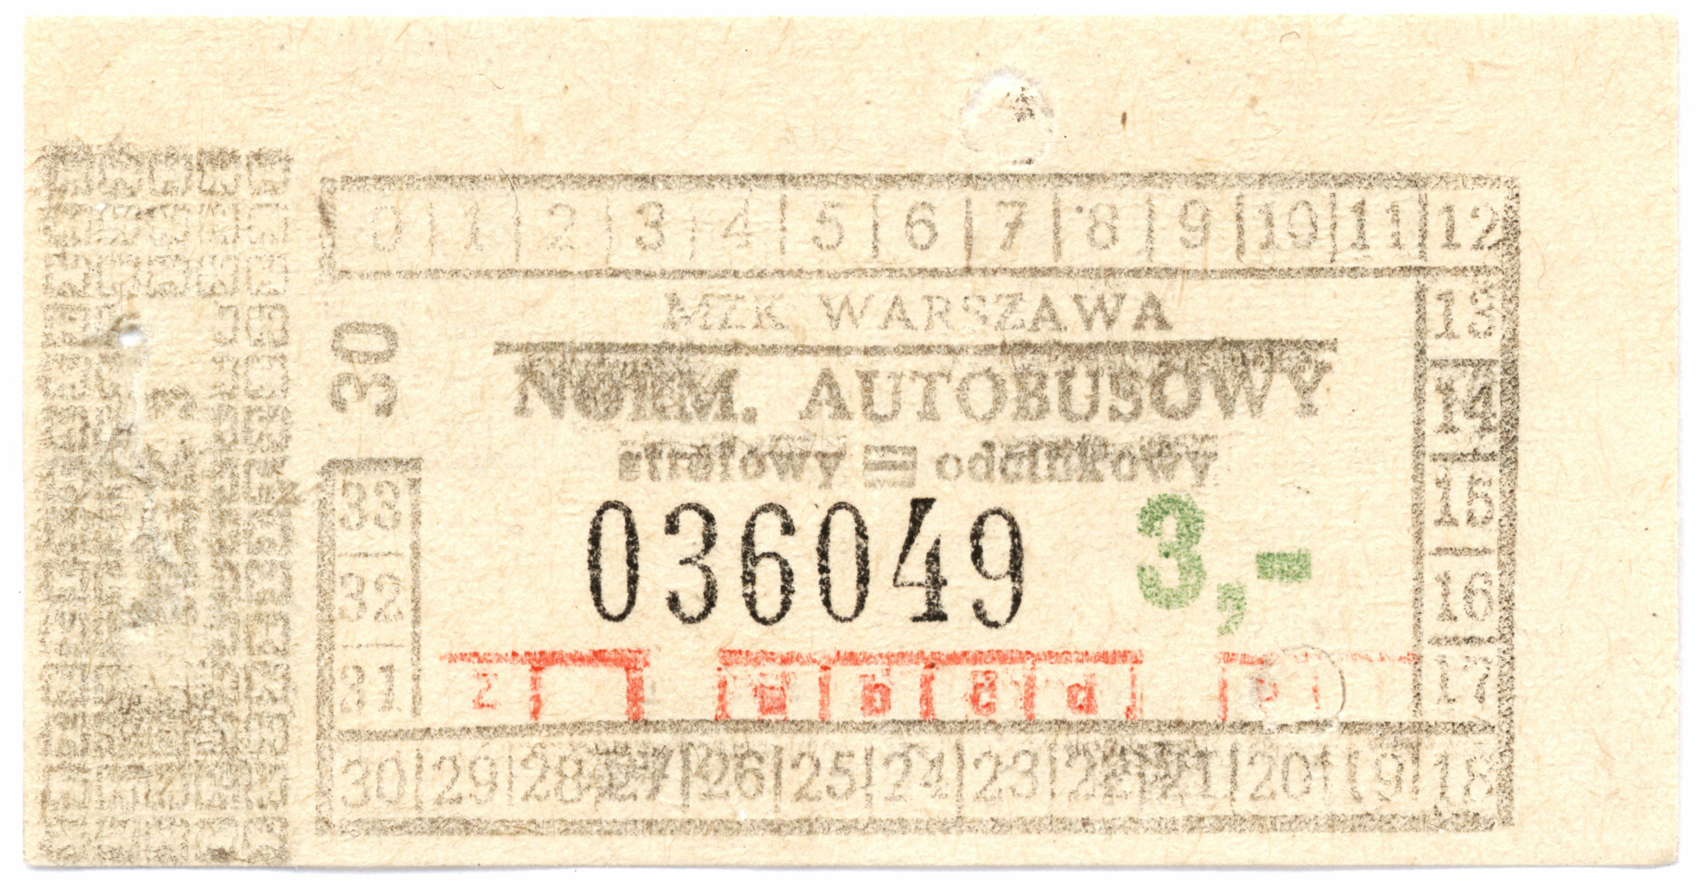 0 1 2 3 4 5 6 7 8 9 10 11 12
MZK WARSZAWA
13
30
NORM. AUTOBUSOWY
14
strefowy = odcinkowy
33
036049 3,-
15
32
16
31
Z a b c d P
17
30 29 28 27 26 25 24 23 22 21 20 19 18